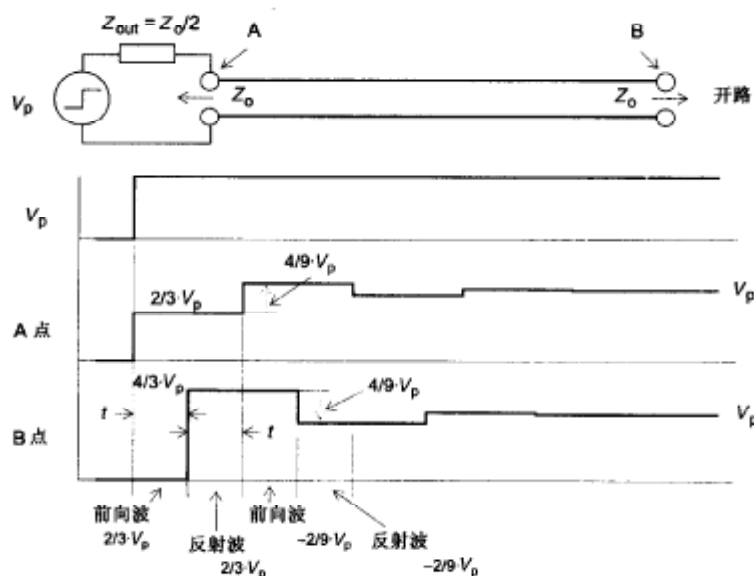 Zout = Zo/2
A
B
Vp
Zo
Zo
开路
Vp
4/9·Vp
2/3·Vp
Vp
A 点
4/3·Vp
4/9·Vp
t
t
Vp
B 点
前向波
2/3·Vp
反射波
2/3·Vp
前向波
–2/9·Vp
反射波
–2/9·Vp